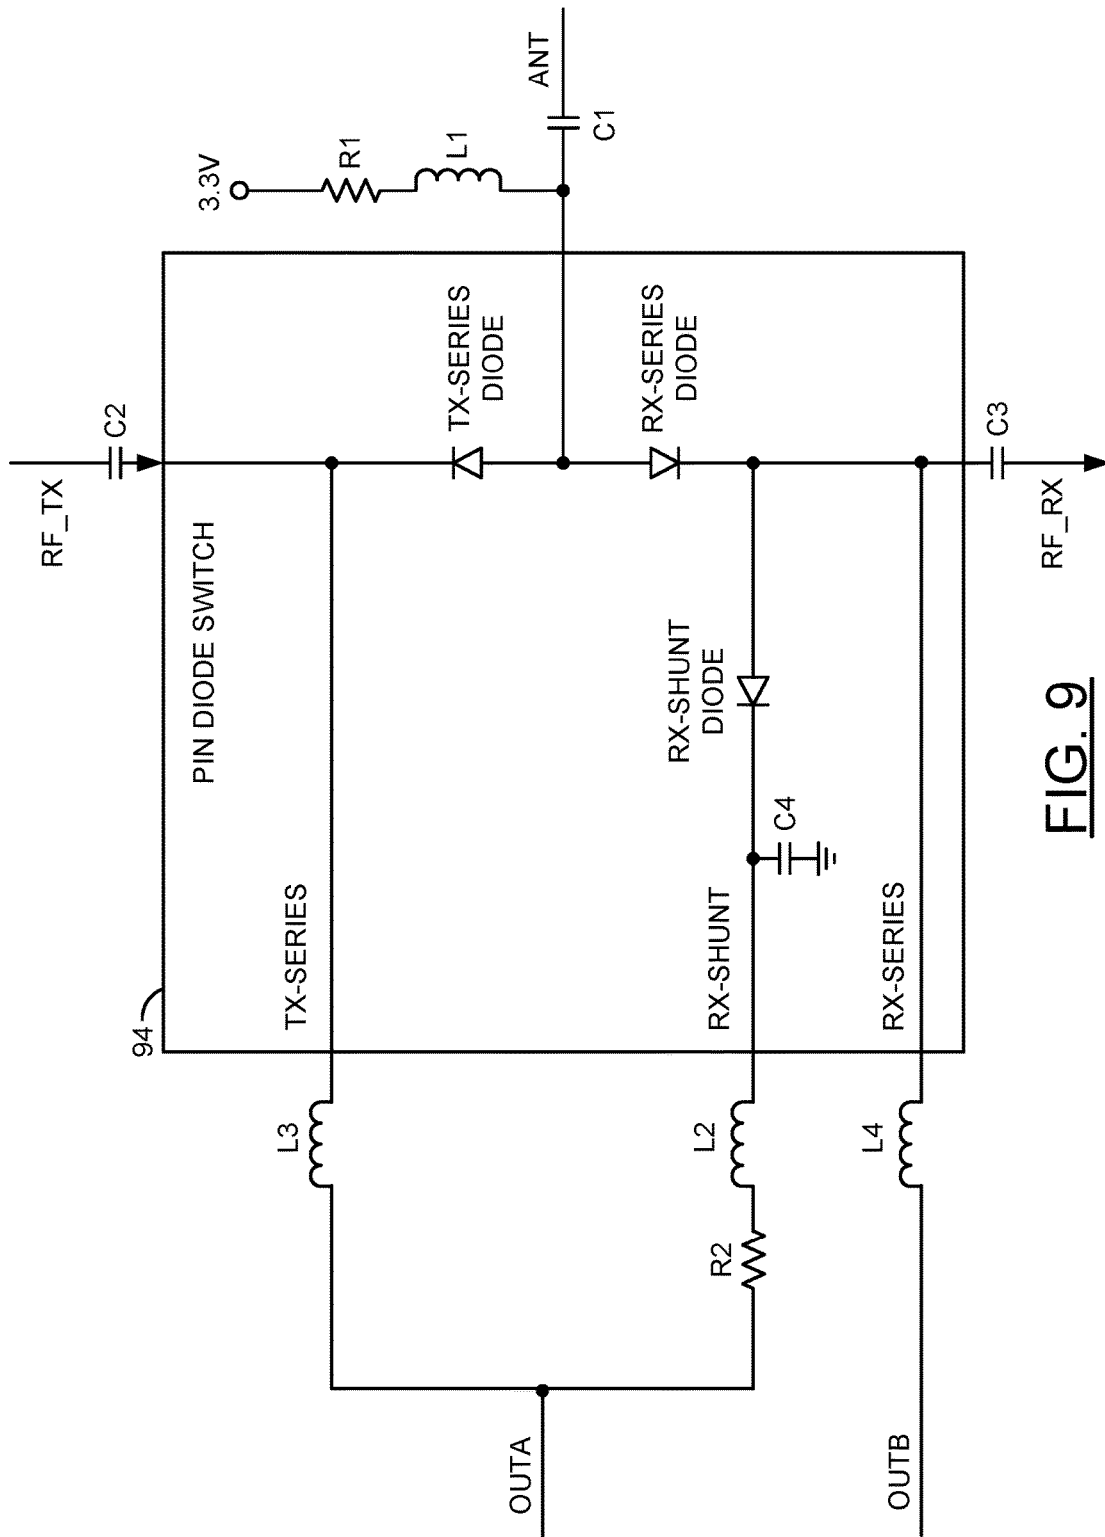 3.3V
R1
L1
ANT
C1
RF_TX
C2
PIN DIODE SWITCH
TX-SERIES
DIODE
RX-SERIES
DIODE
C3
RF_RX
94
TX-SERIES
RX-SHUNT
DIODE
C4
RX-SHUNT
RX-SERIES
L3
L2
R2
L4
OUTA
OUTB
FIG. 9